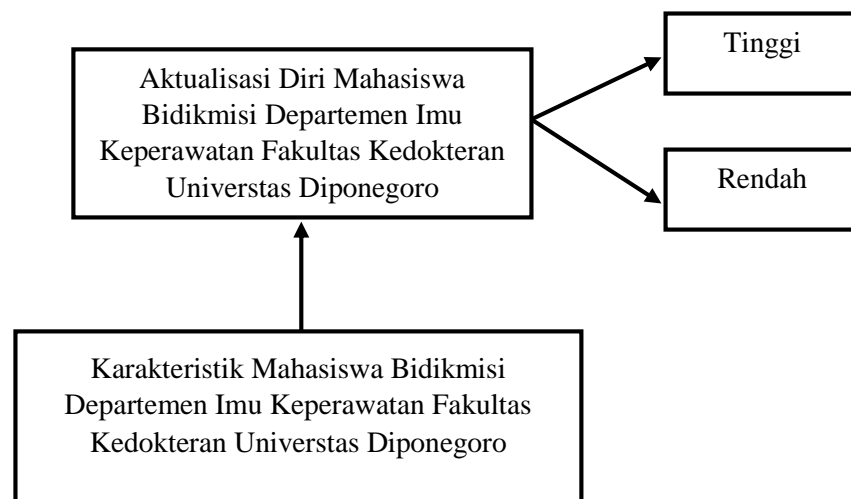 Tinggi
Aktualisasi Diri Mahasiswa
Bidikmisi Departemen Imu
Keperawatan Fakultas Kedokteran
Universtas Diponegoro
Rendah
Karakteristik Mahasiswa Bidikmisi
Departemen Imu Keperawatan Fakultas
Kedokteran Universtas Diponegoro